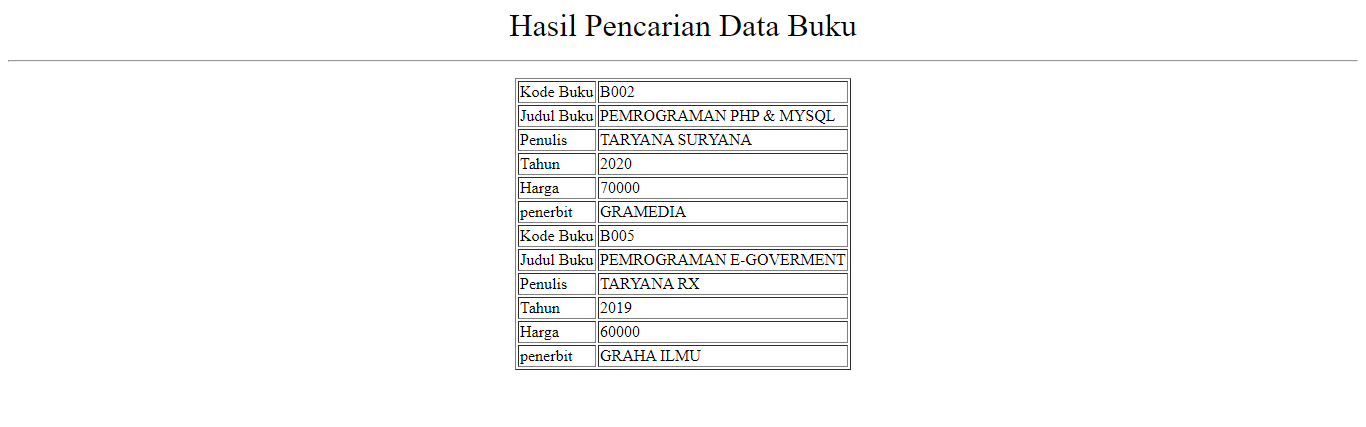 Hasil Pencarian Data Buku
Kode Buku B002
Judul Buku PEMROGRAMAN PHP & MYSQL
Penulis TARYANA SURYANA
Tahun 2020
Harga 70000
penerbit GRAMEDIA
Kode Buku B005
Judul Buku PEMROGRAMAN E-GOVERMENT
Penulis TARYANA RX
Tahun 2019
Harga 60000
penerbit GRAHA ILMU